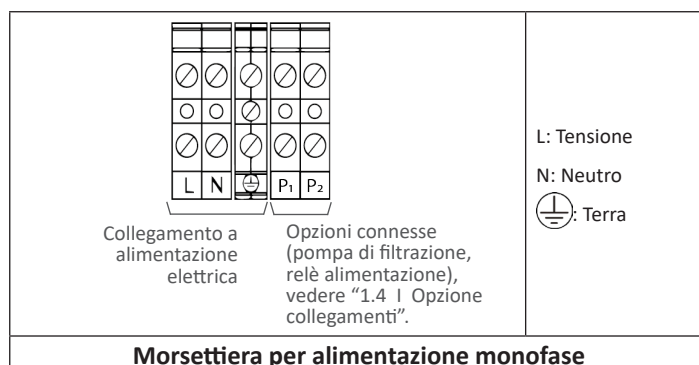 L N P₁ P₂
Collegamento a
alimentazione
elettrica
Opzioni connesse
(pompa di filtrazione,
relè alimentazione),
vedere “1.4 I Opzione
collegamenti”.
L: Tensione
N: Neutro
: Terra
Morsettiera per alimentazione monofase